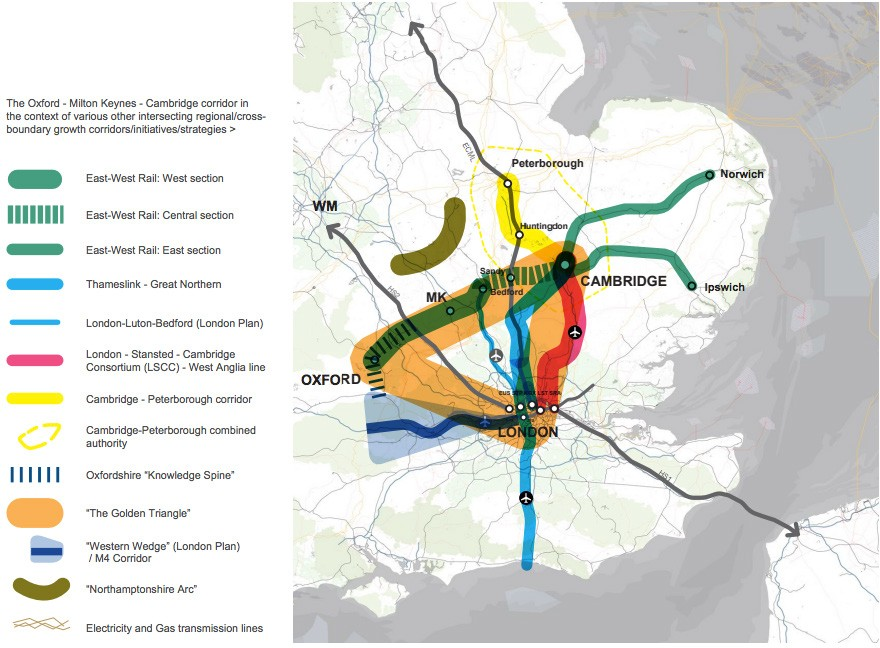 The Oxford - Milton Keynes - Cambridge corridor in
the context of various other intersecting regional/cross-
boundary growth corridors/initiatives/strategies >
East-West Rail: West section
East-West Rail: Central section
East-West Rail: East section
Thameslink - Great Northern
London-Luton-Bedford (London Plan)
London - Stansted - Cambridge
Consortium (LSCC) - West Anglia line
Cambridge - Peterborough corridor
Cambridge-Peterborough combined
authority
Oxfordshire “Knowledge Spine”
“The Golden Triangle”
“Western Wedge” (London Plan)
/ M4 Corridor
“Northamptonshire Arc”
Electricity and Gas transmission lines
ECML
Peterborough
Norwich
WM
Huntingdon
Sandy
CAMBRIDGE
Ipswich
Bedford
HS2
MK
OXFORD
EUS
LST
LONDON
HS1